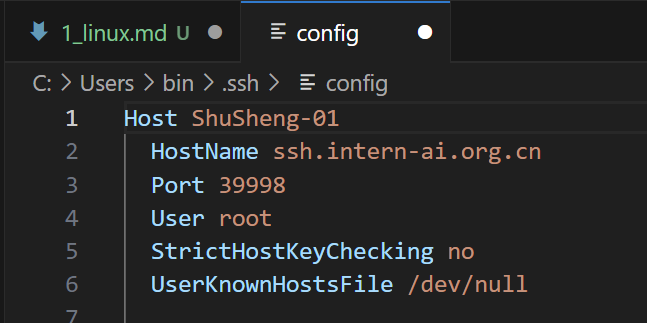 1_linux.md U config
C: > Users > bin > .ssh > config
1 Host ShuSheng-01
2 HostName ssh.intern-ai.org.cn
3 Port 39998
4 User root
5 StrictHostKeyChecking no
6 UserKnownHostsFile /dev/null
7